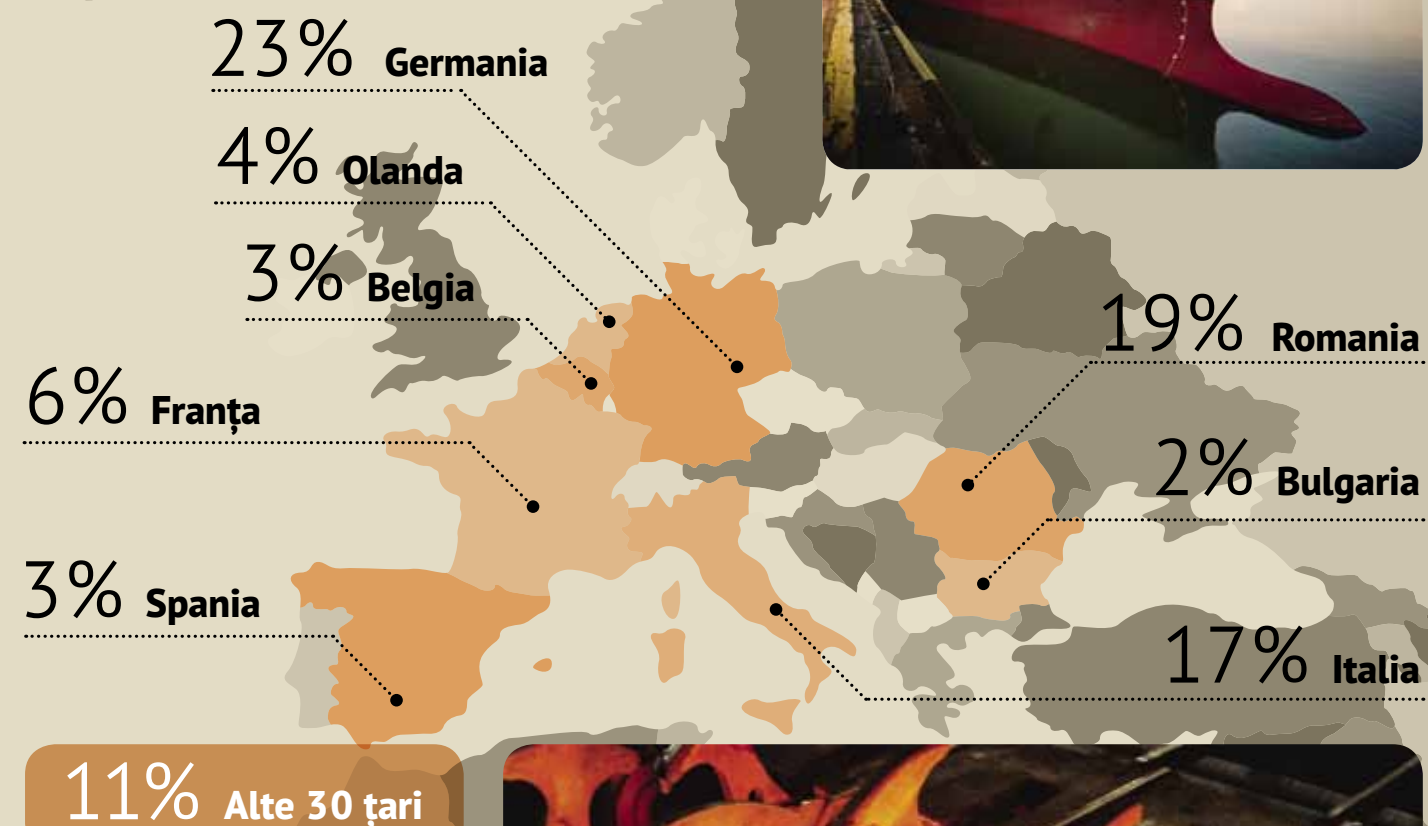 23% Germania
4% Olanda
3% Belgia
6% Franța
3% Spania
19% Romania
2% Bulgaria
17% Italia
11% Alte 30 țari